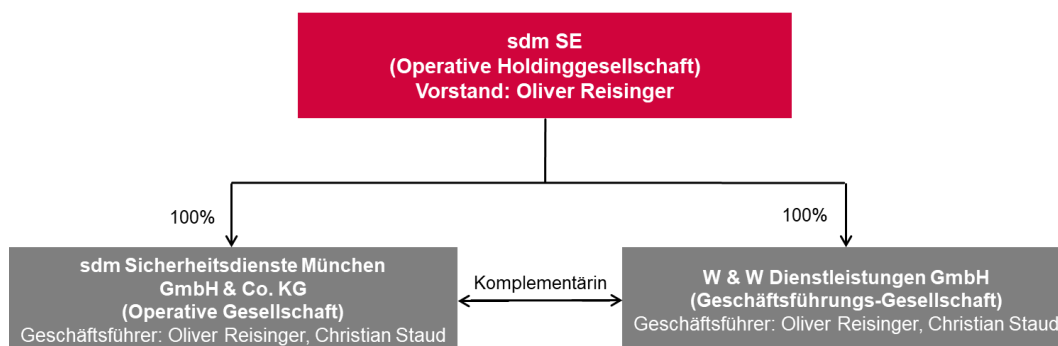 sdm SE
(Operative Holdinggesellschaft)
Vorstand: Oliver Reisinger
100%
100%
sdm Sicherheitsdienste München
GmbH & Co. KG
(Operative Gesellschaft)
Geschäftsführer: Oliver Reisinger, Christian Staud
Komplementärin
W & W Dienstleistungen GmbH
(Geschäftsführungs-Gesellschaft)
Geschäftsführer: Oliver Reisinger, Christian Staud